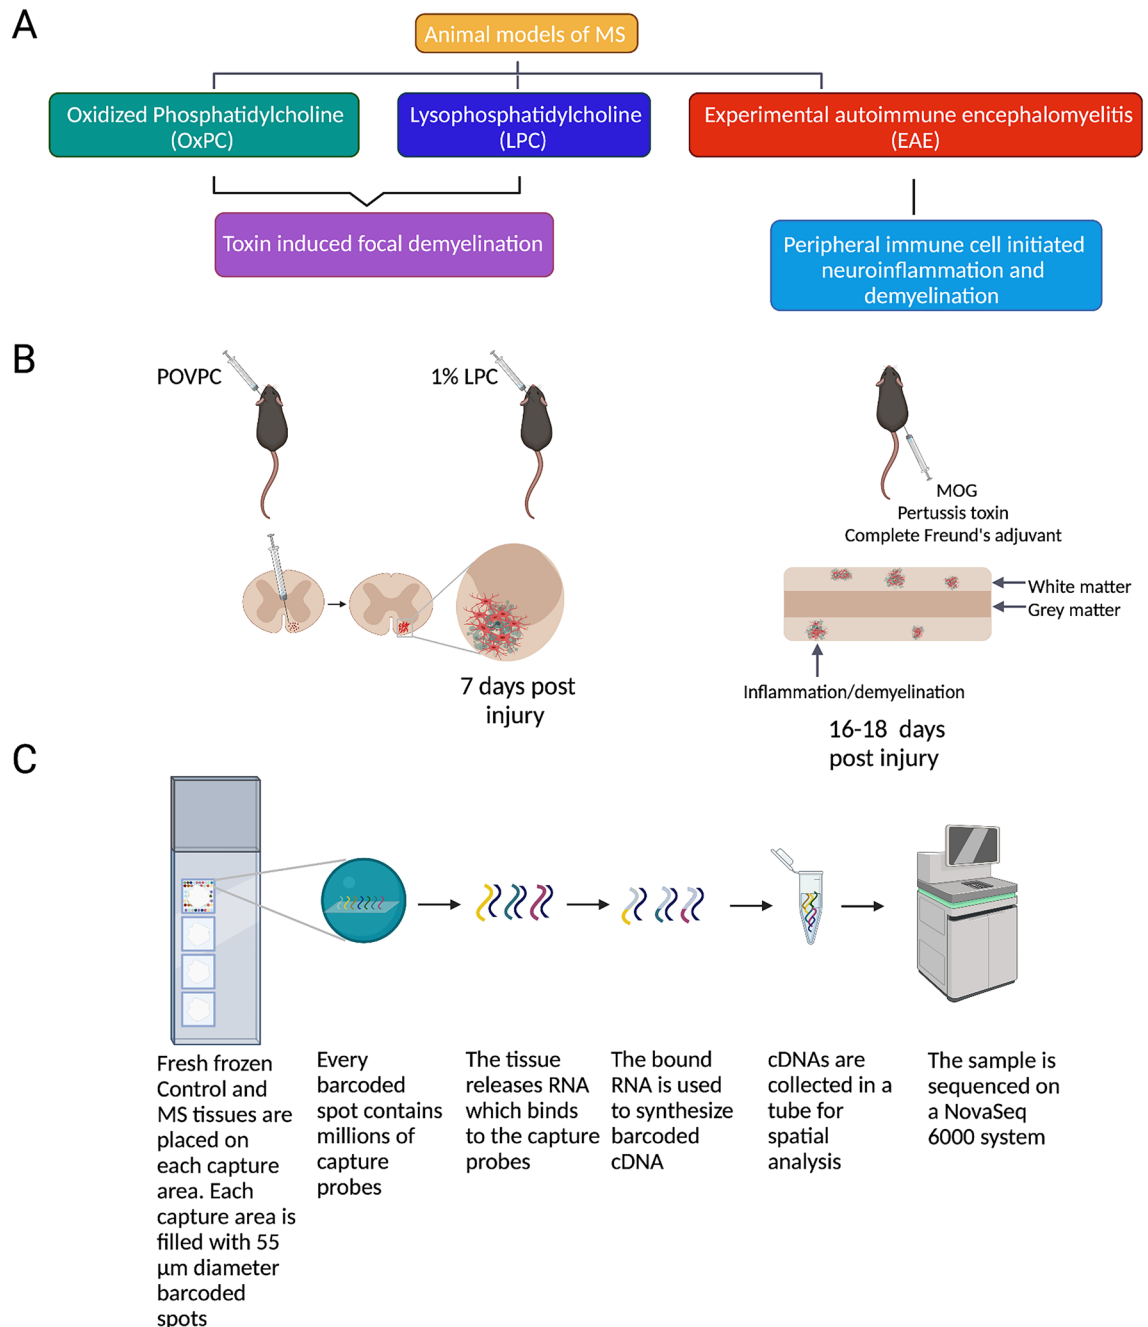 A
Animal models of MS
Oxidized Phosphatidylcholine
(OxPC)
Lysophosphatidylcholine
(LPC)
Experimental autoimmune encephalomyelitis
(EAE)
Toxin induced focal demyelination
Peripheral immune cell initiated
neuroinflammation and
demyelination
B
POVPC
1% LPC
MOG
Pertussis toxin
Complete Freund's adjuvant
White matter
Grey matter
7 days post
injury
Inflammation/demyelination
16-18 days
post injury
C
Fresh frozen
Control and
MS tissues are
placed on
each capture
area. Each
capture area is
filled with 55
µm diameter
barcoded
spots
Every
barcoded
spot contains
millions of
capture
probes
The tissue
releases RNA
which binds
to the capture
probes
The bound
RNA is used
to synthesize
barcoded
cDNA
cDNAs are
collected in a
tube for
spatial
analysis
The sample is
sequenced on
a NovaSeq
6000 system